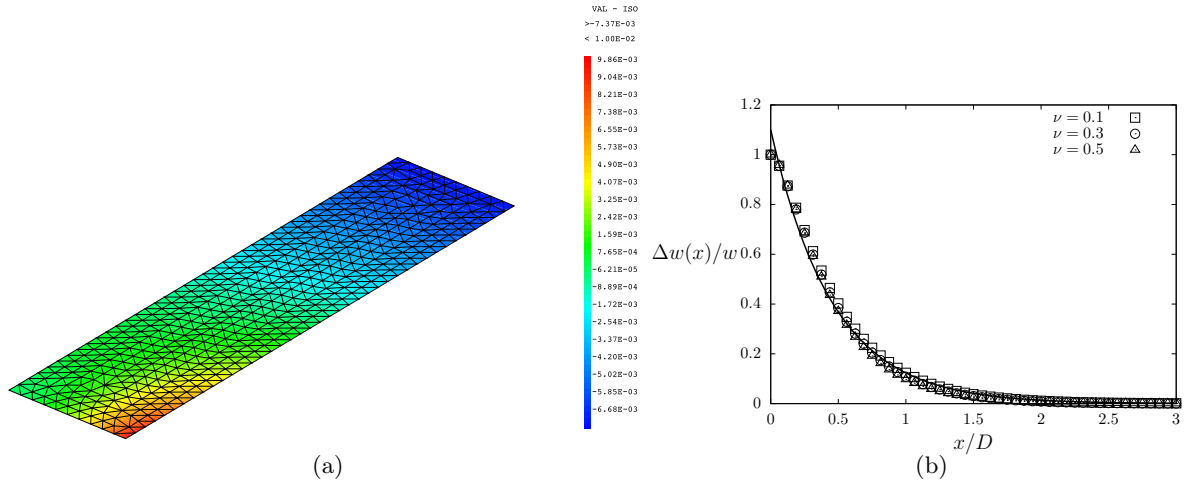 VAL - ISO
>-7.37E-03
< 1.00E-02
9.86E-03
9.04E-03
8.21E-03
7.38E-03
6.55E-03
5.73E-03
4.90E-03
4.07E-03
3.25E-03
2.42E-03
1.59E-03
7.65E-04
-6.21E-05
-8.89E-04
-1.72E-03
-2.54E-03
-3.37E-03
-4.20E-03
-5.02E-03
-5.85E-03
-6.68E-03
(a)
1.2
1
0.8
Δw(x)/w 0.6
0.4
0.2
0
0 0.5 1 1.5 2 2.5 3
x/D
ν = 0.1
ν = 0.3
ν = 0.5
(b)